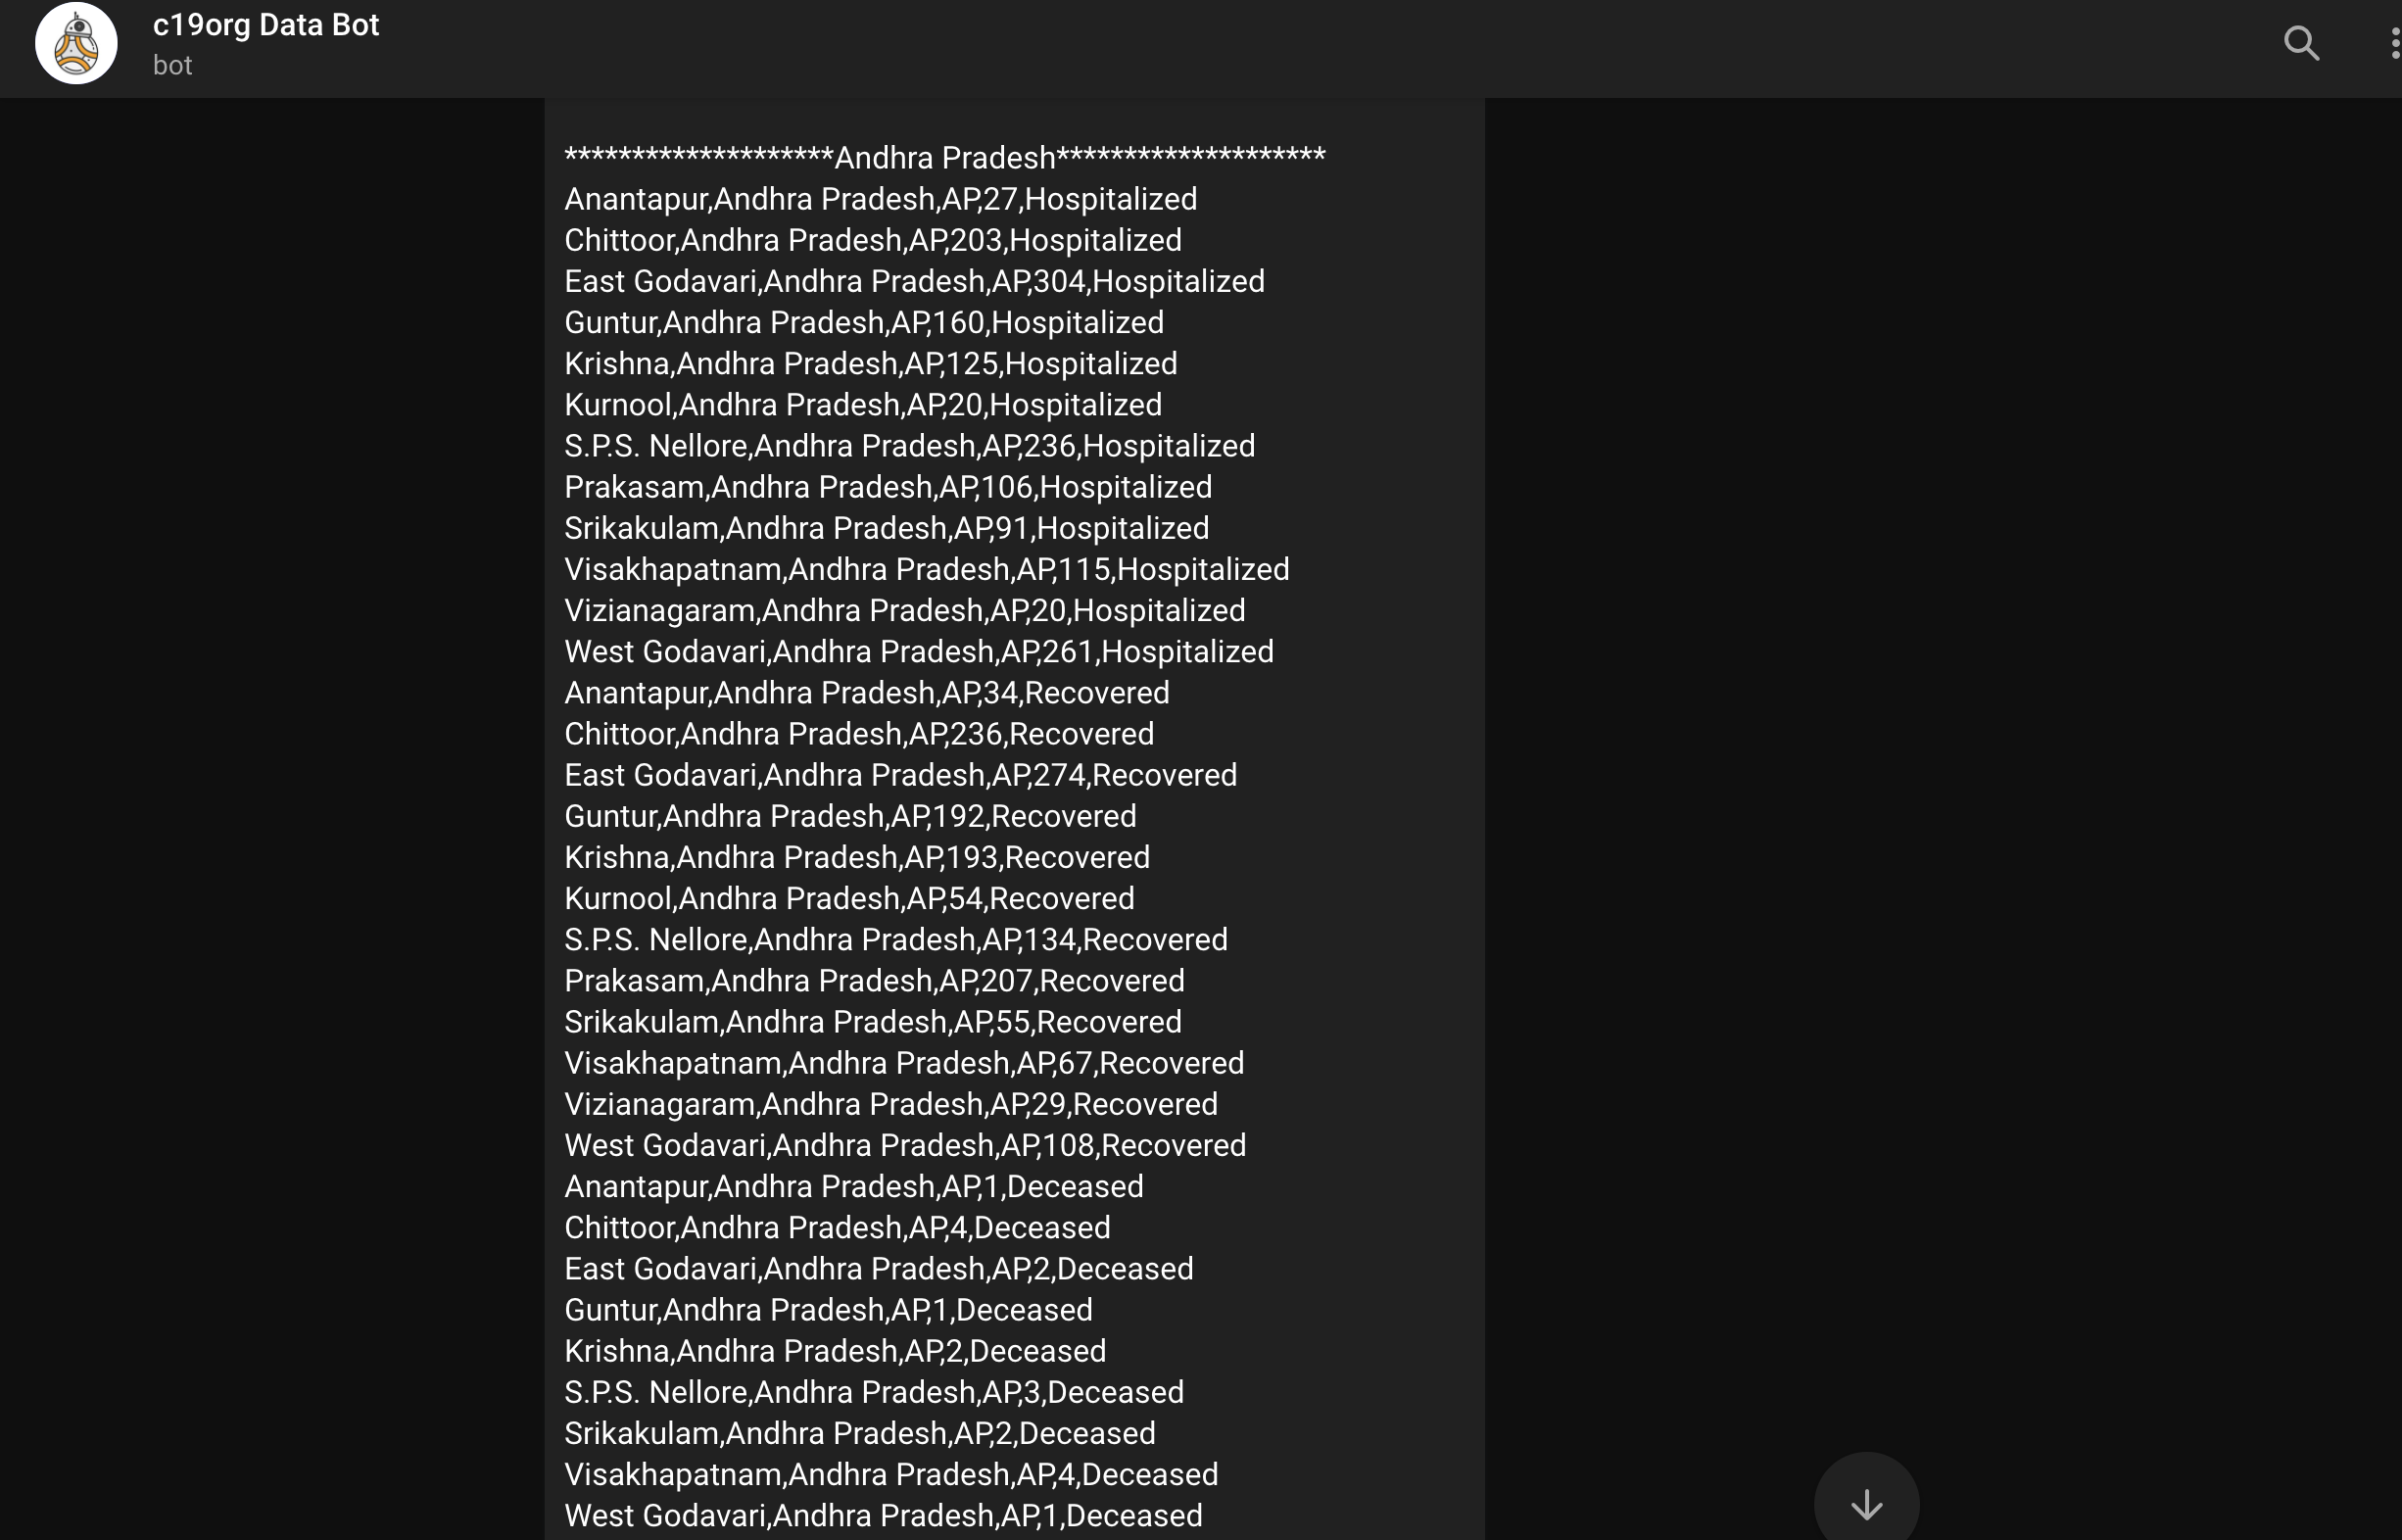 c19org Data Bot
bot
********************Andhra Pradesh********************
Anantapur,Andhra Pradesh,AP,27,Hospitalized
Chittoor,Andhra Pradesh,AP,203,Hospitalized
East Godavari,Andhra Pradesh,AP,304,Hospitalized
Guntur,Andhra Pradesh,AP,160,Hospitalized
Krishna,Andhra Pradesh,AP,125,Hospitalized
Kurnool,Andhra Pradesh,AP,20,Hospitalized
S.P.S. Nellore,Andhra Pradesh,AP,236,Hospitalized
Prakasam,Andhra Pradesh,AP,106,Hospitalized
Srikakulam,Andhra Pradesh,AP,91,Hospitalized
Visakhapatnam,Andhra Pradesh,AP,115,Hospitalized
Vizianagaram,Andhra Pradesh,AP,20,Hospitalized
West Godavari,Andhra Pradesh,AP,261,Hospitalized
Anantapur,Andhra Pradesh,AP,34,Recovered
Chittoor,Andhra Pradesh,AP,236,Recovered
East Godavari,Andhra Pradesh,AP,274,Recovered
Guntur,Andhra Pradesh,AP,192,Recovered
Krishna,Andhra Pradesh,AP,193,Recovered
Kurnool,Andhra Pradesh,AP,54,Recovered
S.P.S. Nellore,Andhra Pradesh,AP,134,Recovered
Prakasam,Andhra Pradesh,AP,207,Recovered
Srikakulam,Andhra Pradesh,AP,55,Recovered
Visakhapatnam,Andhra Pradesh,AP,67,Recovered
Vizianagaram,Andhra Pradesh,AP,29,Recovered
West Godavari,Andhra Pradesh,AP,108,Recovered
Anantapur,Andhra Pradesh,AP,1,Deceased
Chittoor,Andhra Pradesh,AP,4,Deceased
East Godavari,Andhra Pradesh,AP,2,Deceased
Guntur,Andhra Pradesh,AP,1,Deceased
Krishna,Andhra Pradesh,AP,2,Deceased
S.P.S. Nellore,Andhra Pradesh,AP,3,Deceased
Srikakulam,Andhra Pradesh,AP,2,Deceased
Visakhapatnam,Andhra Pradesh,AP,4,Deceased
West Godavari,Andhra Pradesh,AP,1,Deceased